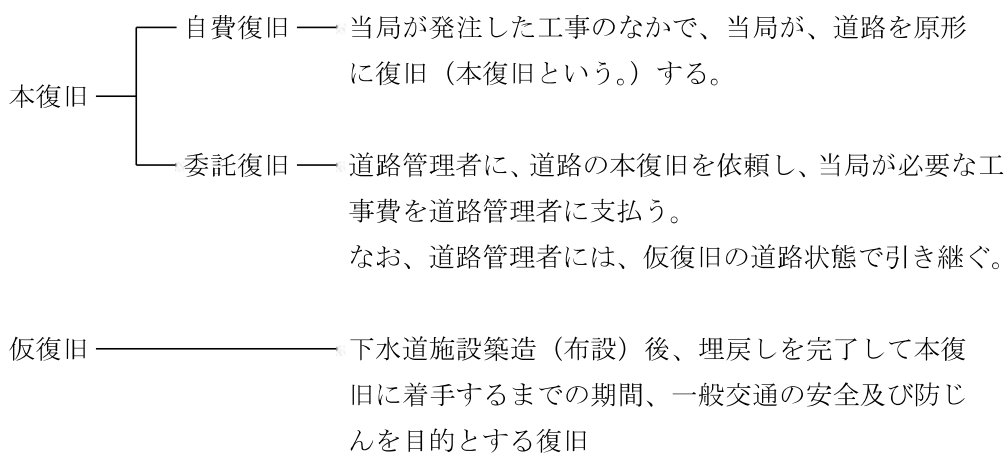 自費復旧 当局が発注した工事のなかで、当局が、道路を原形
に復旧（本復旧という。）する。
本復旧
委託復旧 道路管理者に、道路の本復旧を依頼し、当局が必要な工
事費を道路管理者に支払う。
なお、道路管理者には、仮復旧の道路状態で引き継ぐ。
仮復旧 下水道施設築造（布設）後、埋戻しを完了して本復
旧に着手するまでの期間、一般交通の安全及び防じ
んを目的とする復旧